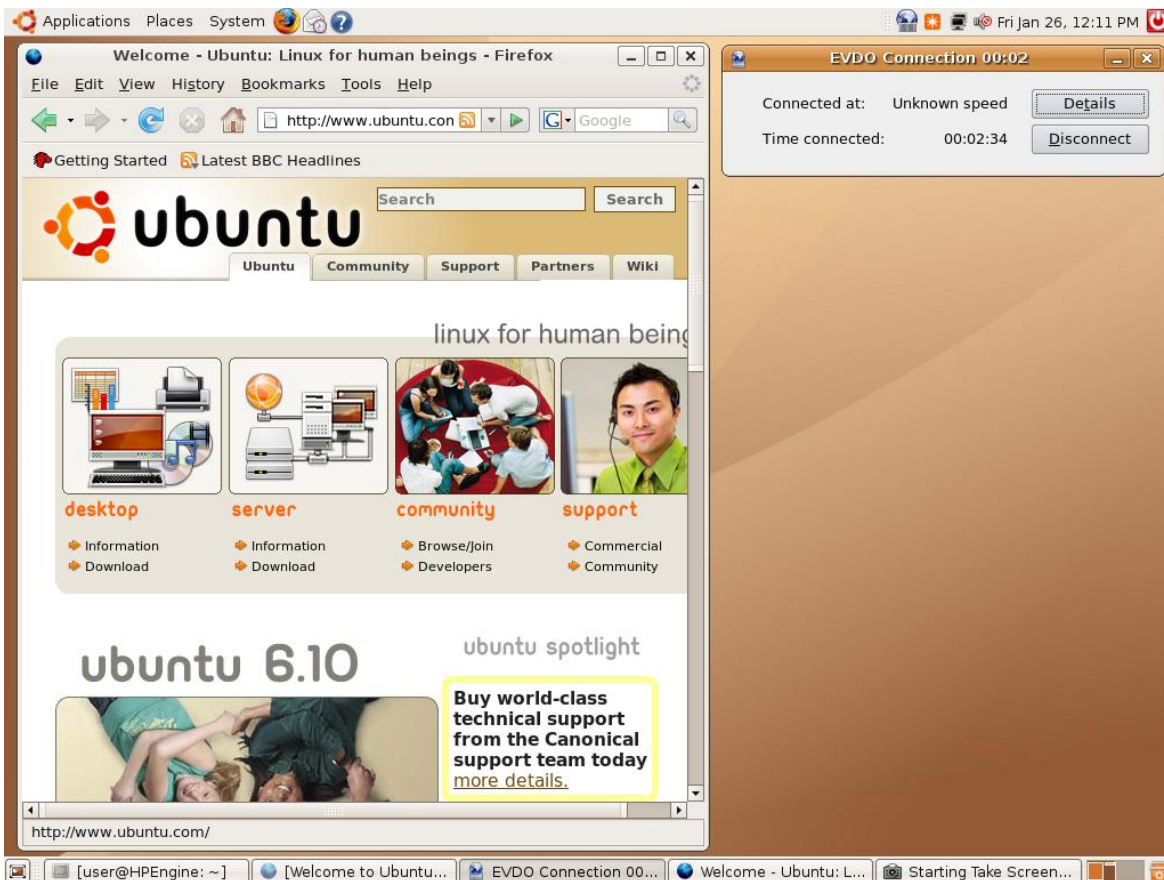 Applications Places System
Fri Jan 26, 12:11 PM
Welcome - Ubuntu: Linux for human beings - Firefox
File Edit View History Bookmarks Tools Help
http://www.ubuntu.con
G
Google
Getting Started
Latest BBC Headlines
ubuntu
Search
Search
Ubuntu
Community
Support
Partners
Wiki
linux for human being
desktop
server
community
support
Information
Information
Browse/Join
Commercial
Download
Download
Developers
Community
ubuntu 6.10
ubuntu spotlight
Buy world-class
technical support
from the Canonical
support team today
more details.
http://www.ubuntu.com/
EVDO Connection 00:02
Connected at: Unknown speed
Details
Time connected: 00:02:34
Disconnect
[user@HPEngine: ~]
[Welcome to Ubuntu...
EVDO Connection 00...
Welcome - Ubuntu: L...
Starting Take Screen...